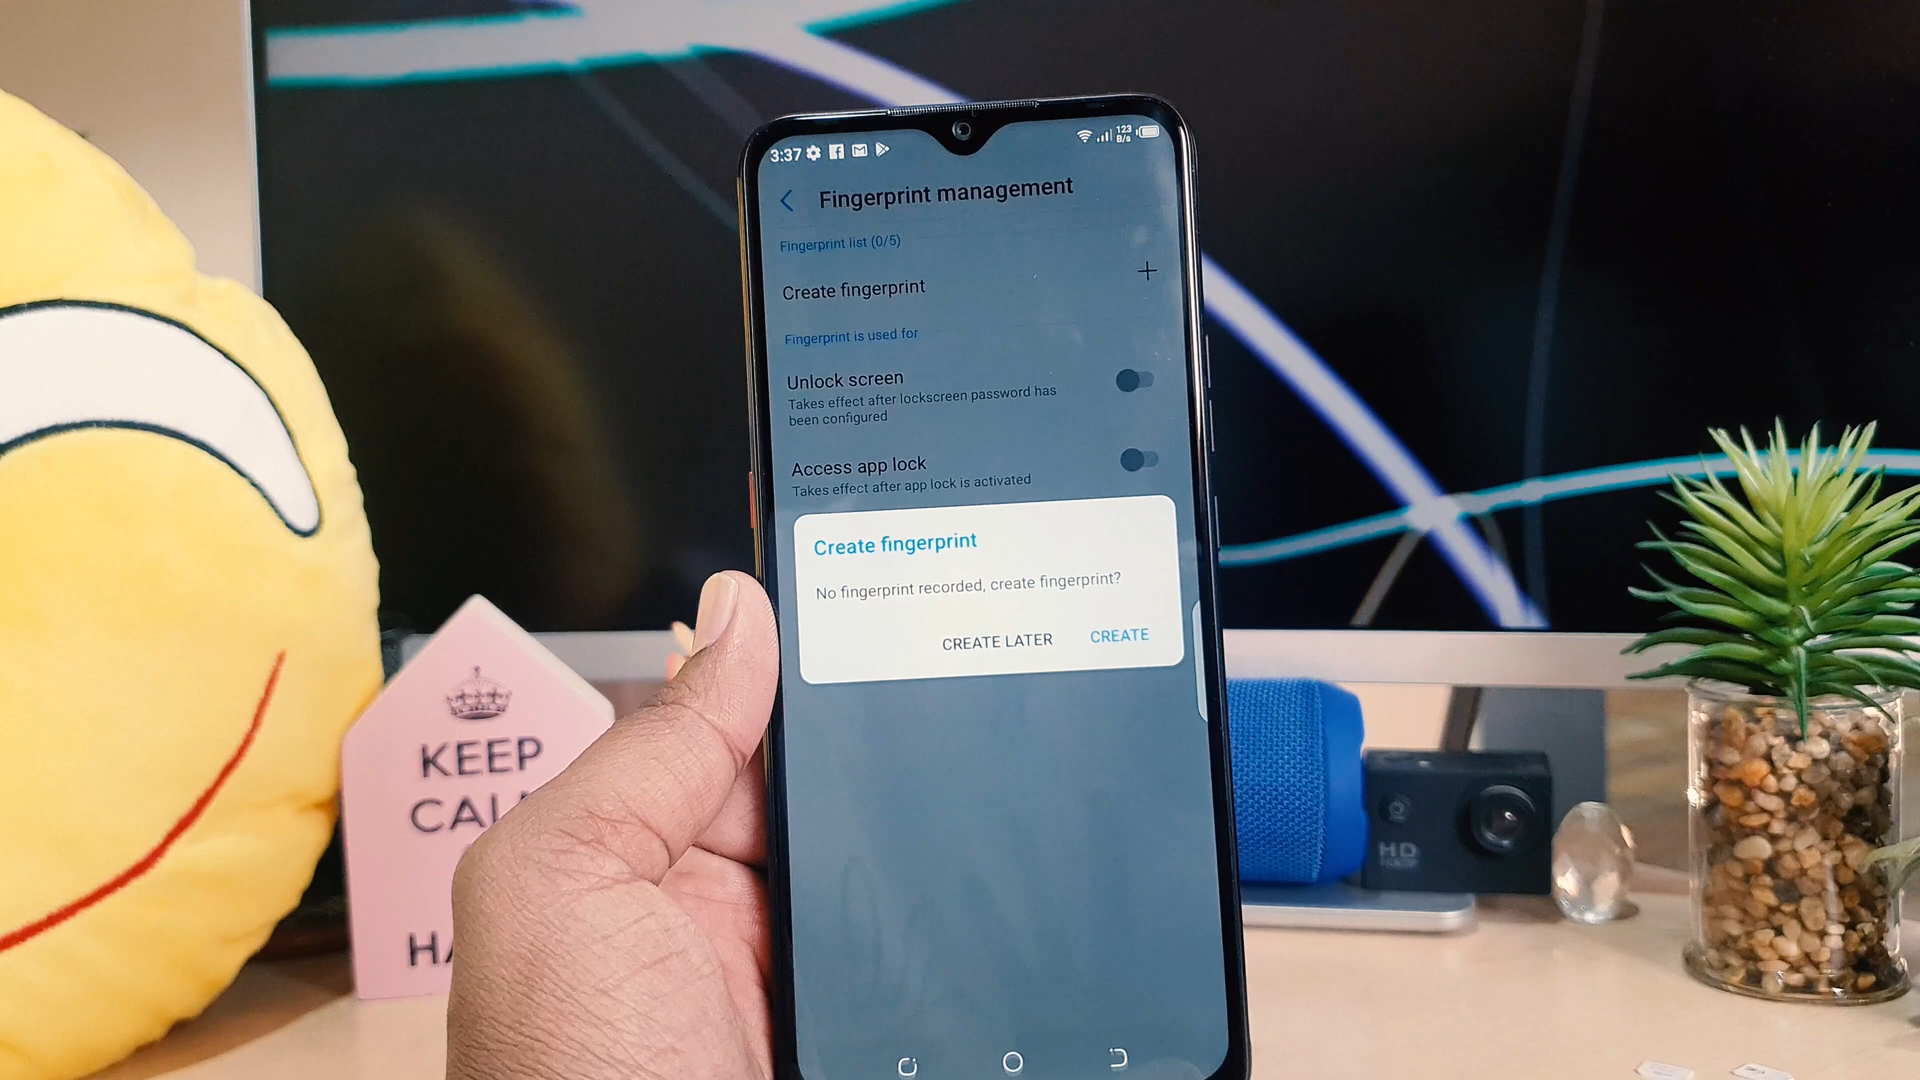 3:37
123
B/s
Fingerprint management
Fingerprint list (0/5)
Create fingerprint
Fingerprint is used for
Unlock screen
Takes effect after lockscreen password has
been configured
Access app lock
Takes effect after app lock is activated
Create fingerprint
No fingerprint recorded, create fingerprint?
CREATE LATER CREATE
KEEP
CAL
HA
HD